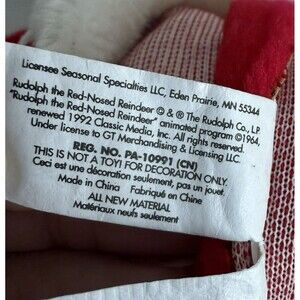 Licensee Seasonal Specialties LLC, Eden Prairie, MN 55344
Rudolph the Red-Nosed Reindeer © & ® The Rudolph Co., L.P.
"Rudolph the Red-Nosed Reindeer" animated program ©1964,
renewed 1992 Classic Media, Inc. All rights reserved.
Under license to GT Merchandising & Licensing LLC.
REG. NO. PA-10991 (CN)
THIS IS NOT A TOY! FOR DECORATION ONLY.
Ceci est une décoration seulement, pas un jouet.
Made in China Fabriqué en Chine
ALL NEW MATERIAL
Matériaux neufs seulement